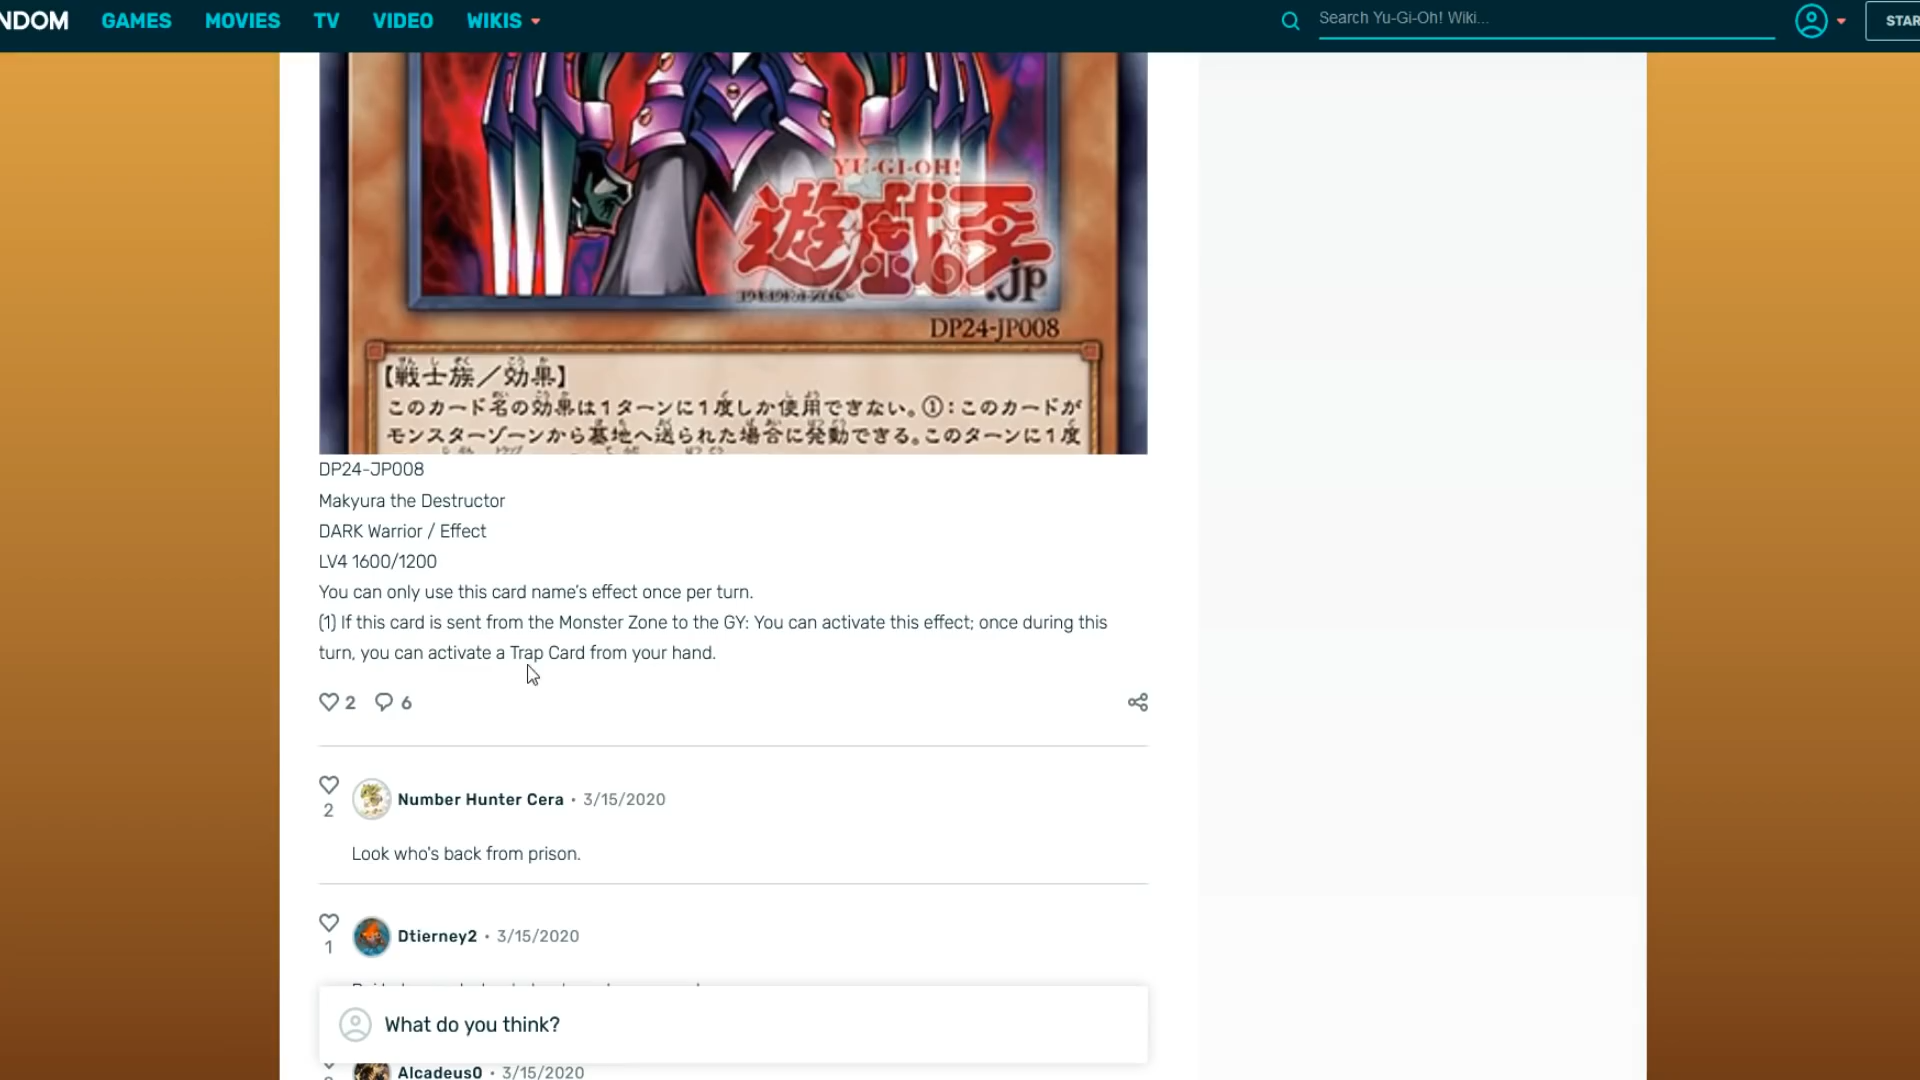 NDOM GAMES MOVIES TV VIDEO WIKIS Search Yu-Gi-Oh! Wiki... STAR
YU-GI-OH!
遊戯王
.jp
DP24-JP008
【戦士族／効果】
このカード名の効果は1ターンに1度しか使用できない。①：このカードが
モンスターゾーンから墓地へ送られた場合に発動できる。このターンに1度
DP24-JP008
Makyura the Destructor
DARK Warrior / Effect
LV4 1600/1200
You can only use this card name's effect once per turn.
(1) If this card is sent from the Monster Zone to the GY: You can activate this effect; once during this
turn, you can activate a Trap Card from your hand.
2 6
Number Hunter Cera • 3/15/2020
2
Look who's back from prison.
Dtierney2 • 3/15/2020
1
What do you think?
Alcadeus0 • 3/15/2020